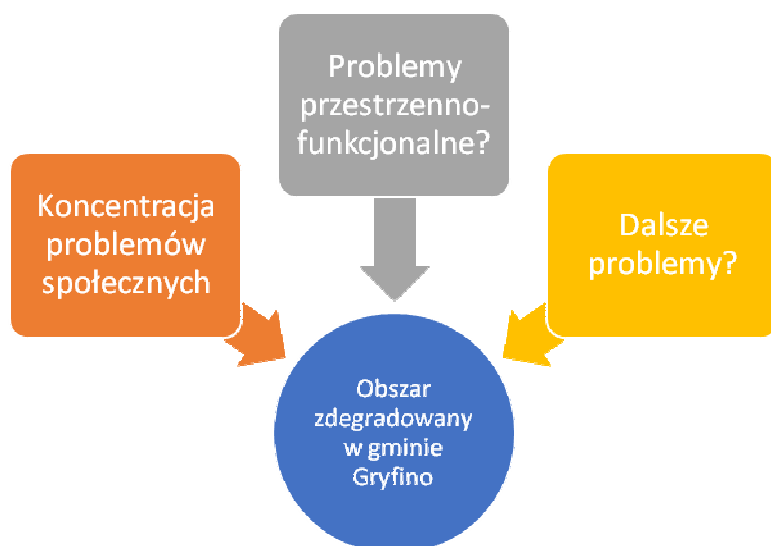 Problemy
przestrzenno-
funkcjonalne?
Koncentracja
problemów
społecznych
Dalsze
problemy?
Obszar
zdegradowany
w gminie
Gryfino